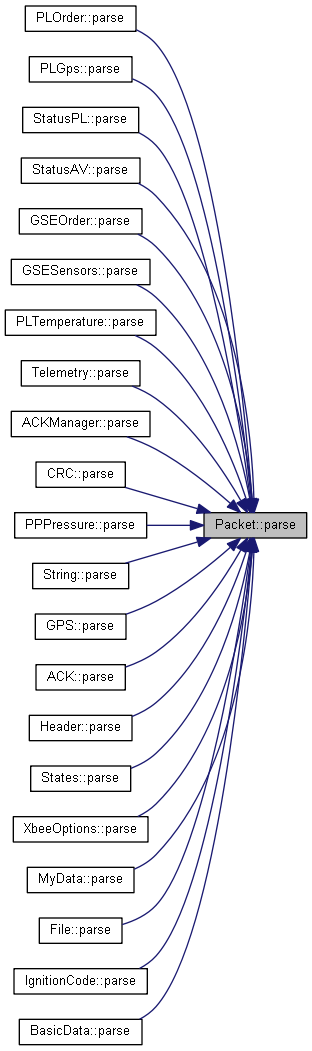 PLOrder::parse
PLGps::parse
StatusPL::parse
StatusAV::parse
GSEOrder::parse
GSESensors::parse
PLTemperature::parse
Telemetry::parse
ACKManager::parse
CRC::parse
PPPressure::parse
Packet::parse
String::parse
GPS::parse
ACK::parse
Header::parse
States::parse
XbeeOptions::parse
MyData::parse
File::parse
IgnitionCode::parse
BasicData::parse